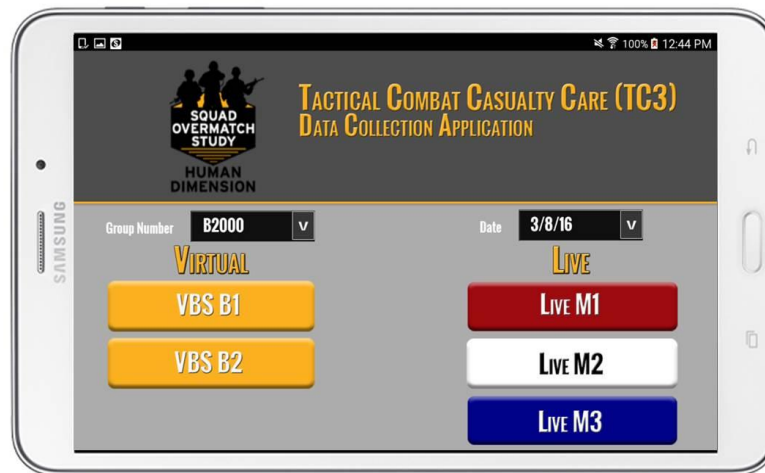 100% 12:44 PM
SQUAD
OVERMATCH
STUDY
HUMAN
DIMENSION
TACTICAL COMBAT CASUALTY CARE (TC3)
DATA COLLECTION APPLICATION
Group Number B2000 V
Date 3/8/16 V
VIRTUAL
VBS B1
VBS B2
LIVE
LIVE M1
LIVE M2
LIVE M3
SAMSUNG